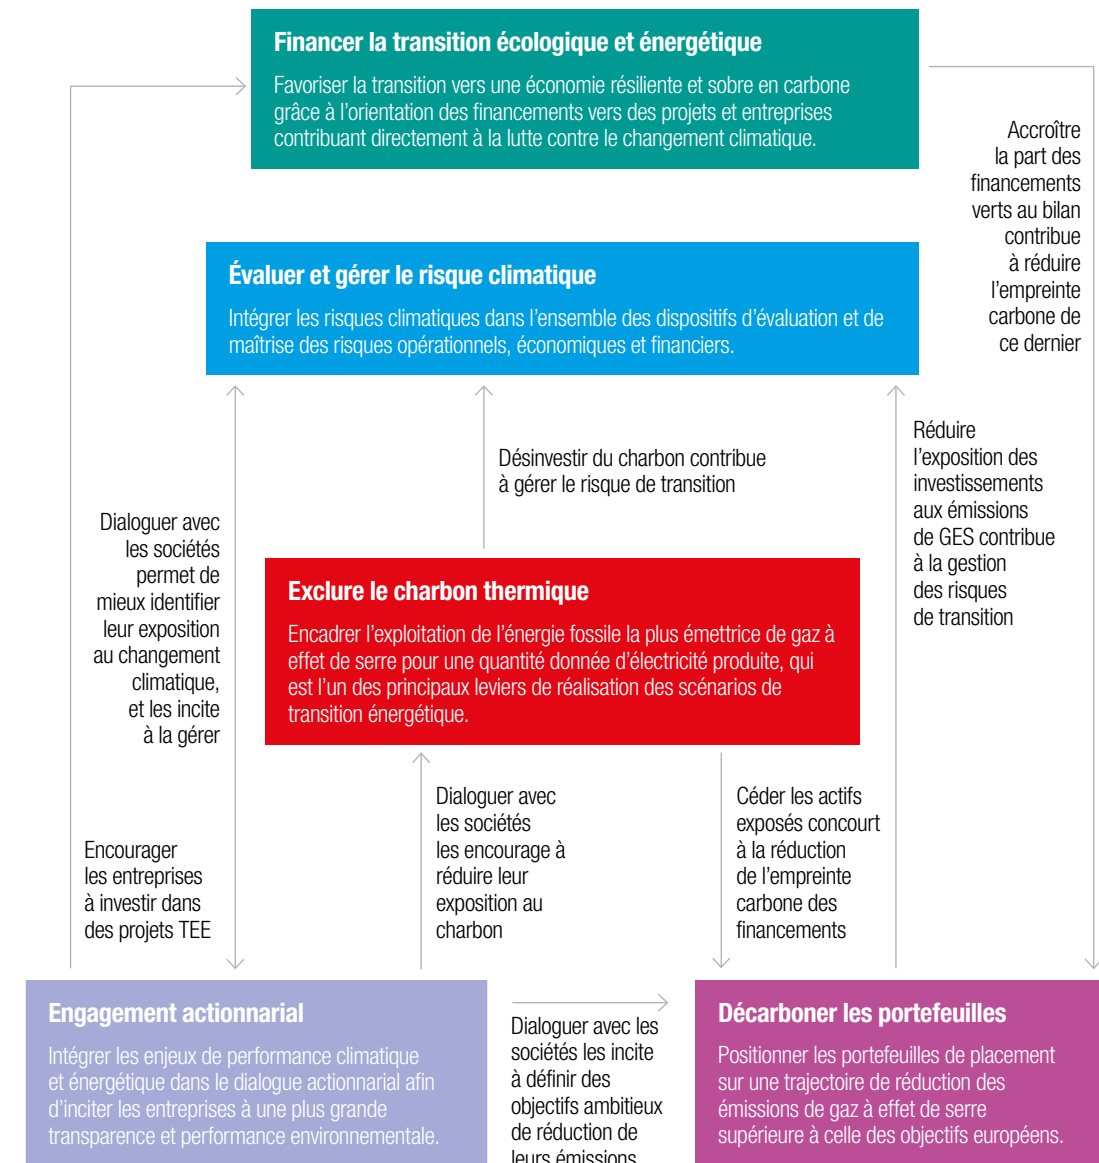 Financer la transition écologique et énergétique
Favoriser la transition vers une économie résiliente et sobre en carbone
grâce à l'orientation des financements vers des projets et entreprises
contribuant directement à la lutte contre le changement climatique.
Accroître
la part des
financements
verts au bilan
contribue
à réduire
l'empreinte
carbone de
ce dernier
Évaluer et gérer le risque climatique
Intégrer les risques climatiques dans l'ensemble des dispositifs d'évaluation et de
maîtrise des risques opérationnels, économiques et financiers.
Dialoguer avec
les sociétés
permet de
mieux identifier
leur exposition
au changement
climatique,
et les incite
à la gérer
Désinvestir du charbon contribue
à gérer le risque de transition
Réduire
l'exposition des
investissements
aux émissions
de GES contribue
à la gestion
des risques
de transition
Exclure le charbon thermique
Encadrer l'exploitation de l'énergie fossile la plus émettrice de gaz à
effet de serre pour une quantité donnée d'électricité produite, qui
est l'un des principaux leviers de réalisation des scénarios de
transition énergétique.
Encourager
les entreprises
à investir dans
des projets TEE
Dialoguer avec
les sociétés
les encourage à
réduire leur
exposition au
charbon
Céder les actifs
exposés concourt
à la réduction
de l'empreinte
carbone des
financements
Engagement actionnarial
Intégrer les enjeux de performance climatique
et énergétique dans le dialogue actionnarial afin
d'inciter les entreprises à une plus grande
transparence et performance environnementale.
Dialoguer avec les
sociétés les incite
à définir des
objectifs ambitieux
de réduction de
leurs émissions
Décarboner les portefeuilles
Positionner les portefeuilles de placement
sur une trajectoire de réduction des
émissions de gaz à effet de serre
supérieure à celle des objectifs européens.